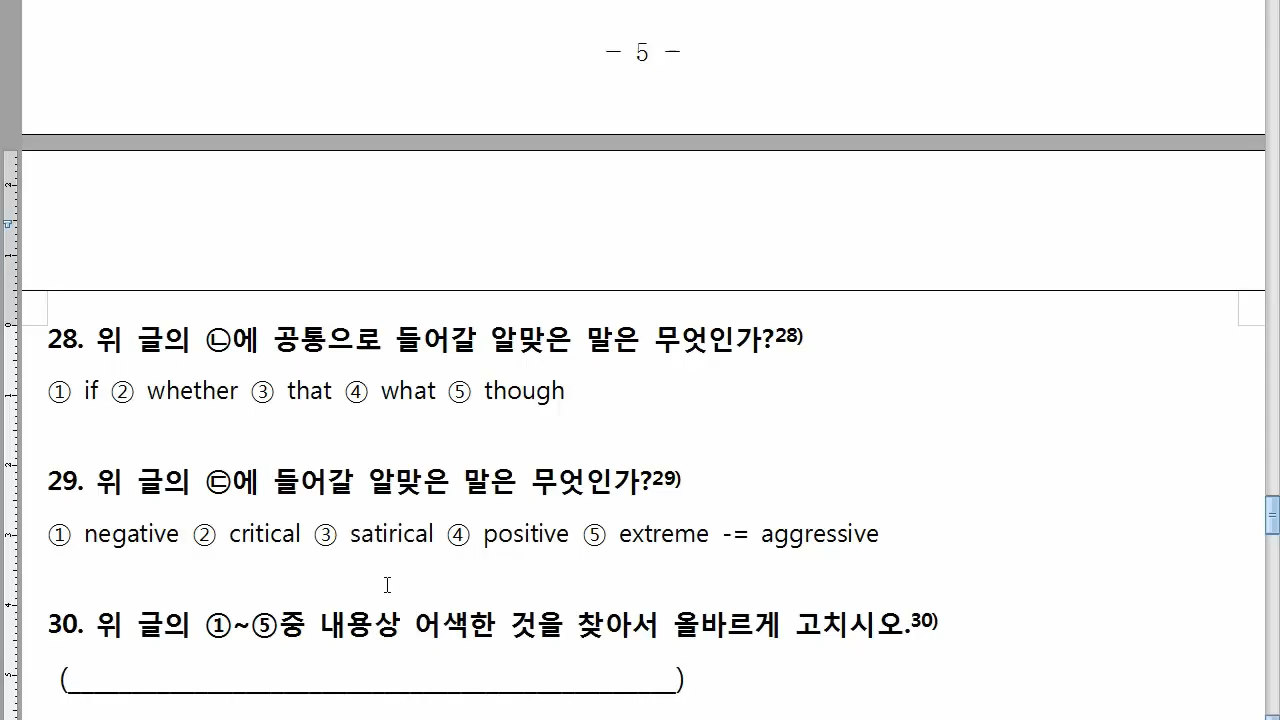 - 5 -
28. 위 글의 ㉡에 공통으로 들어갈 알맞은 말은 무엇인가?28)
① if ② whether ③ that ④ what ⑤ though
29. 위 글의 ㉢에 들어갈 알맞은 말은 무엇인가?29)
① negative ② critical ③ satirical ④ positive ⑤ extreme -= aggressive
30. 위 글의 ①~⑤중 내용상 어색한 것을 찾아서 올바르게 고치시오.30)
(______________________________________________)